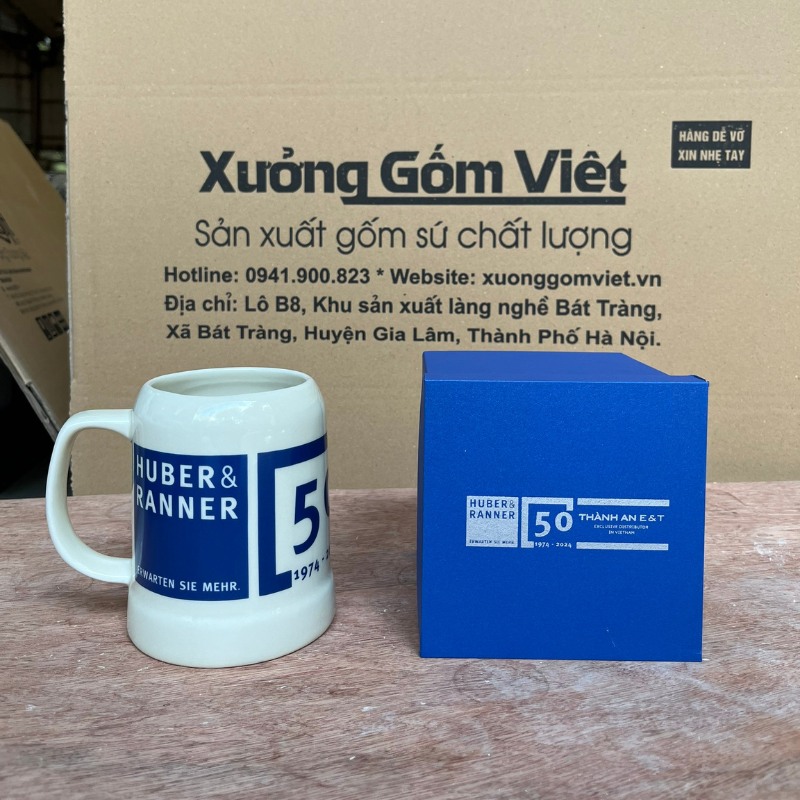 Xưởng Gốm Việt
HÀNG DỄ VỠ
XIN NHẸ TAY
Sản xuất gốm sứ chất lượng
Hotline: 0941.900.823 * Website: xuonggomviet.vn
Địa chỉ: Lô B8, Khu sản xuất làng nghề Bát Tràng,
Xã Bát Tràng, Huyện Gia Lâm, Thành Phố Hà Nội.
HUBER&
RANNER
ERWARTEN SIE MEHR.
50
1974 - 2
HUBER&
RANNER
ERWARTEN SIE MEHR.
50
1974 - 2024
THÀNH AN E&T
EXCLUSIVE DISTRIBUTOR
IN VIETNAM